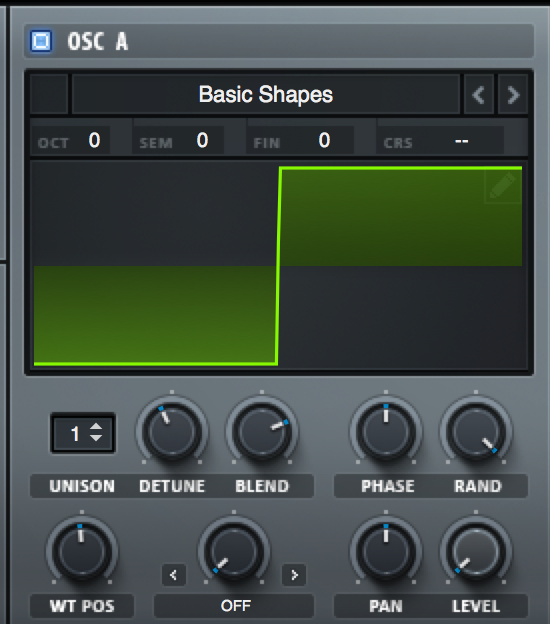 OSC A
Basic Shapes
OCT 0 SEM 0 FIN 0 CRS --
1
UNISON DETUNE BLEND PHASE RAND
WT POS OFF PAN LEVEL